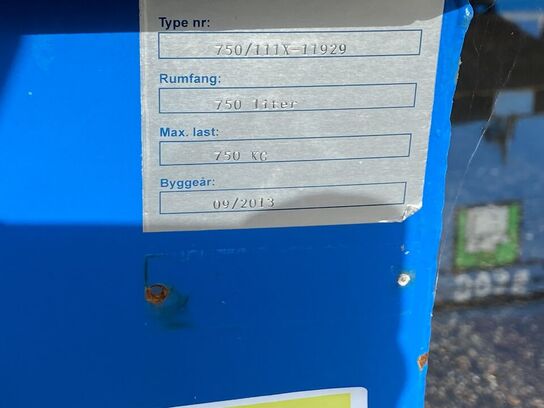 Type nr:
750/111X-11929
Rumfang:
750 liter
Max. last:
750 KG
Byggeår:
09/2013